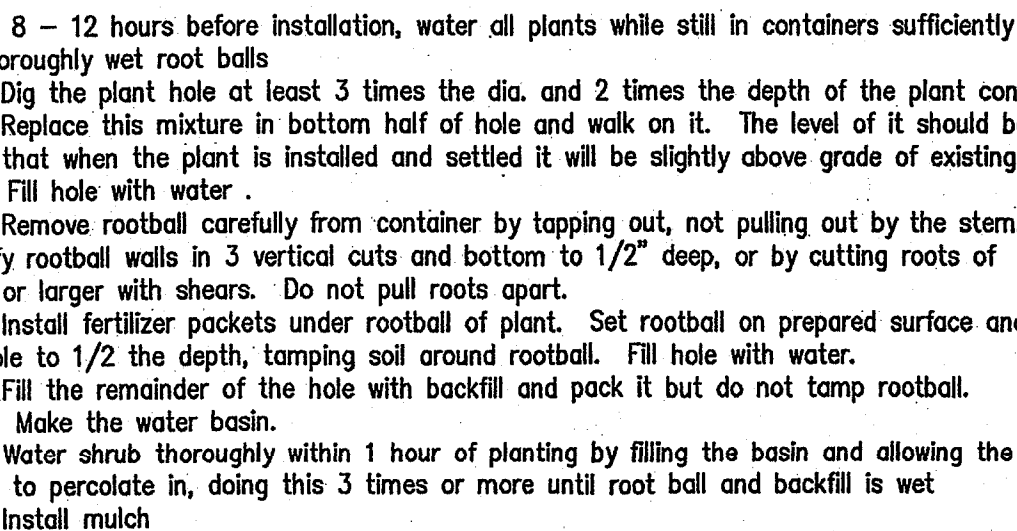 8 – 12 hours before installation, water all plants while still in containers sufficiently
oroughly wet root balls
Dig the plant hole at least 3 times the dia. and 2 times the depth of the plant con
Replace this mixture in bottom half of hole and walk on it. The level of it should b
that when the plant is installed and settled it will be slightly above grade of existing
Fill hole with water .
Remove rootball carefully from container by tapping out, not pulling out by the stem
fy rootball walls in 3 vertical cuts and bottom to 1/2" deep, or by cutting roots of
or larger with shears. Do not pull roots apart.
Install fertilizer packets under rootball of plant. Set rootball on prepared surface an
le to 1/2 the depth, tamping soil around rootball. Fill hole with water.
Fill the remainder of the hole with backfill and pack it but do not tamp rootball.
Make the water basin.
Water shrub thoroughly within 1 hour of planting by filling the basin and allowing the
to percolate in, doing this 3 times or more until root ball and backfill is wet
Install mulch